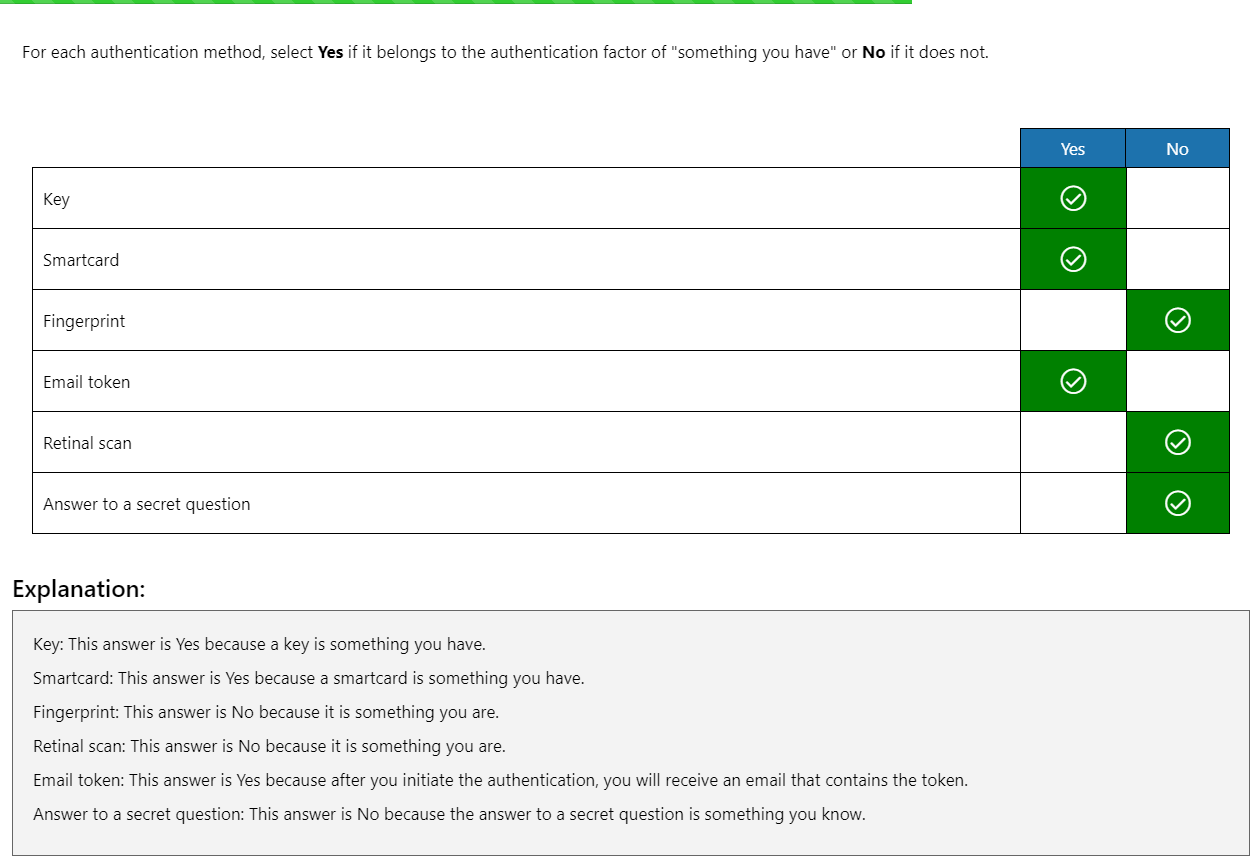 For each authentication method, select Yes if it belongs to the authentication factor of "something you have" or No if it does not.
Yes No
Key
Smartcard
Fingerprint
Email token
Retinal scan
Answer to a secret question
Explanation:
Key: This answer is Yes because a key is something you have.
Smartcard: This answer is Yes because a smartcard is something you have.
Fingerprint: This answer is No because it is something you are.
Retinal scan: This answer is No because it is something you are.
Email token: This answer is Yes because after you initiate the authentication, you will receive an email that contains the token.
Answer to a secret question: This answer is No because the answer to a secret question is something you know.